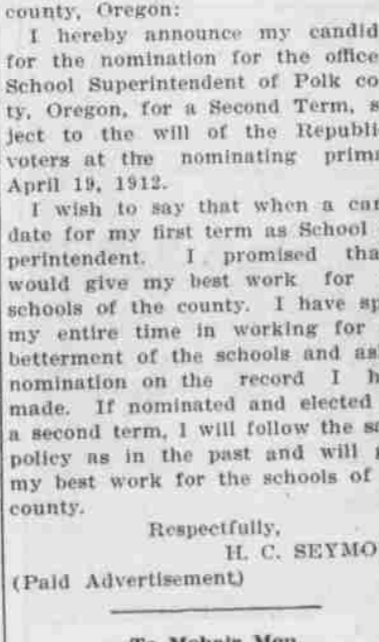 county, Oregon:
I hereby announce my candid
for the nomination for the office
School Superintendent of Polk co
ty, Oregon, for a Second Term, s
ject to the will of the Republi
voters at the nominating prima
April 19, 1912.
I wish to say that when a can
date for my first term as School
perintendent. I promised tha
would give my best work for
schools of the county. I have sp
my entire time in working for
betterment of the schools and as
nomination on the record I h
made. If nominated and elected
a second term, I will follow the sa
policy as in the past and will g
my best work for the schools of
county.
Respectfully,
H. C. SEYMO
(Paid Advertisement)
To Mohair Men